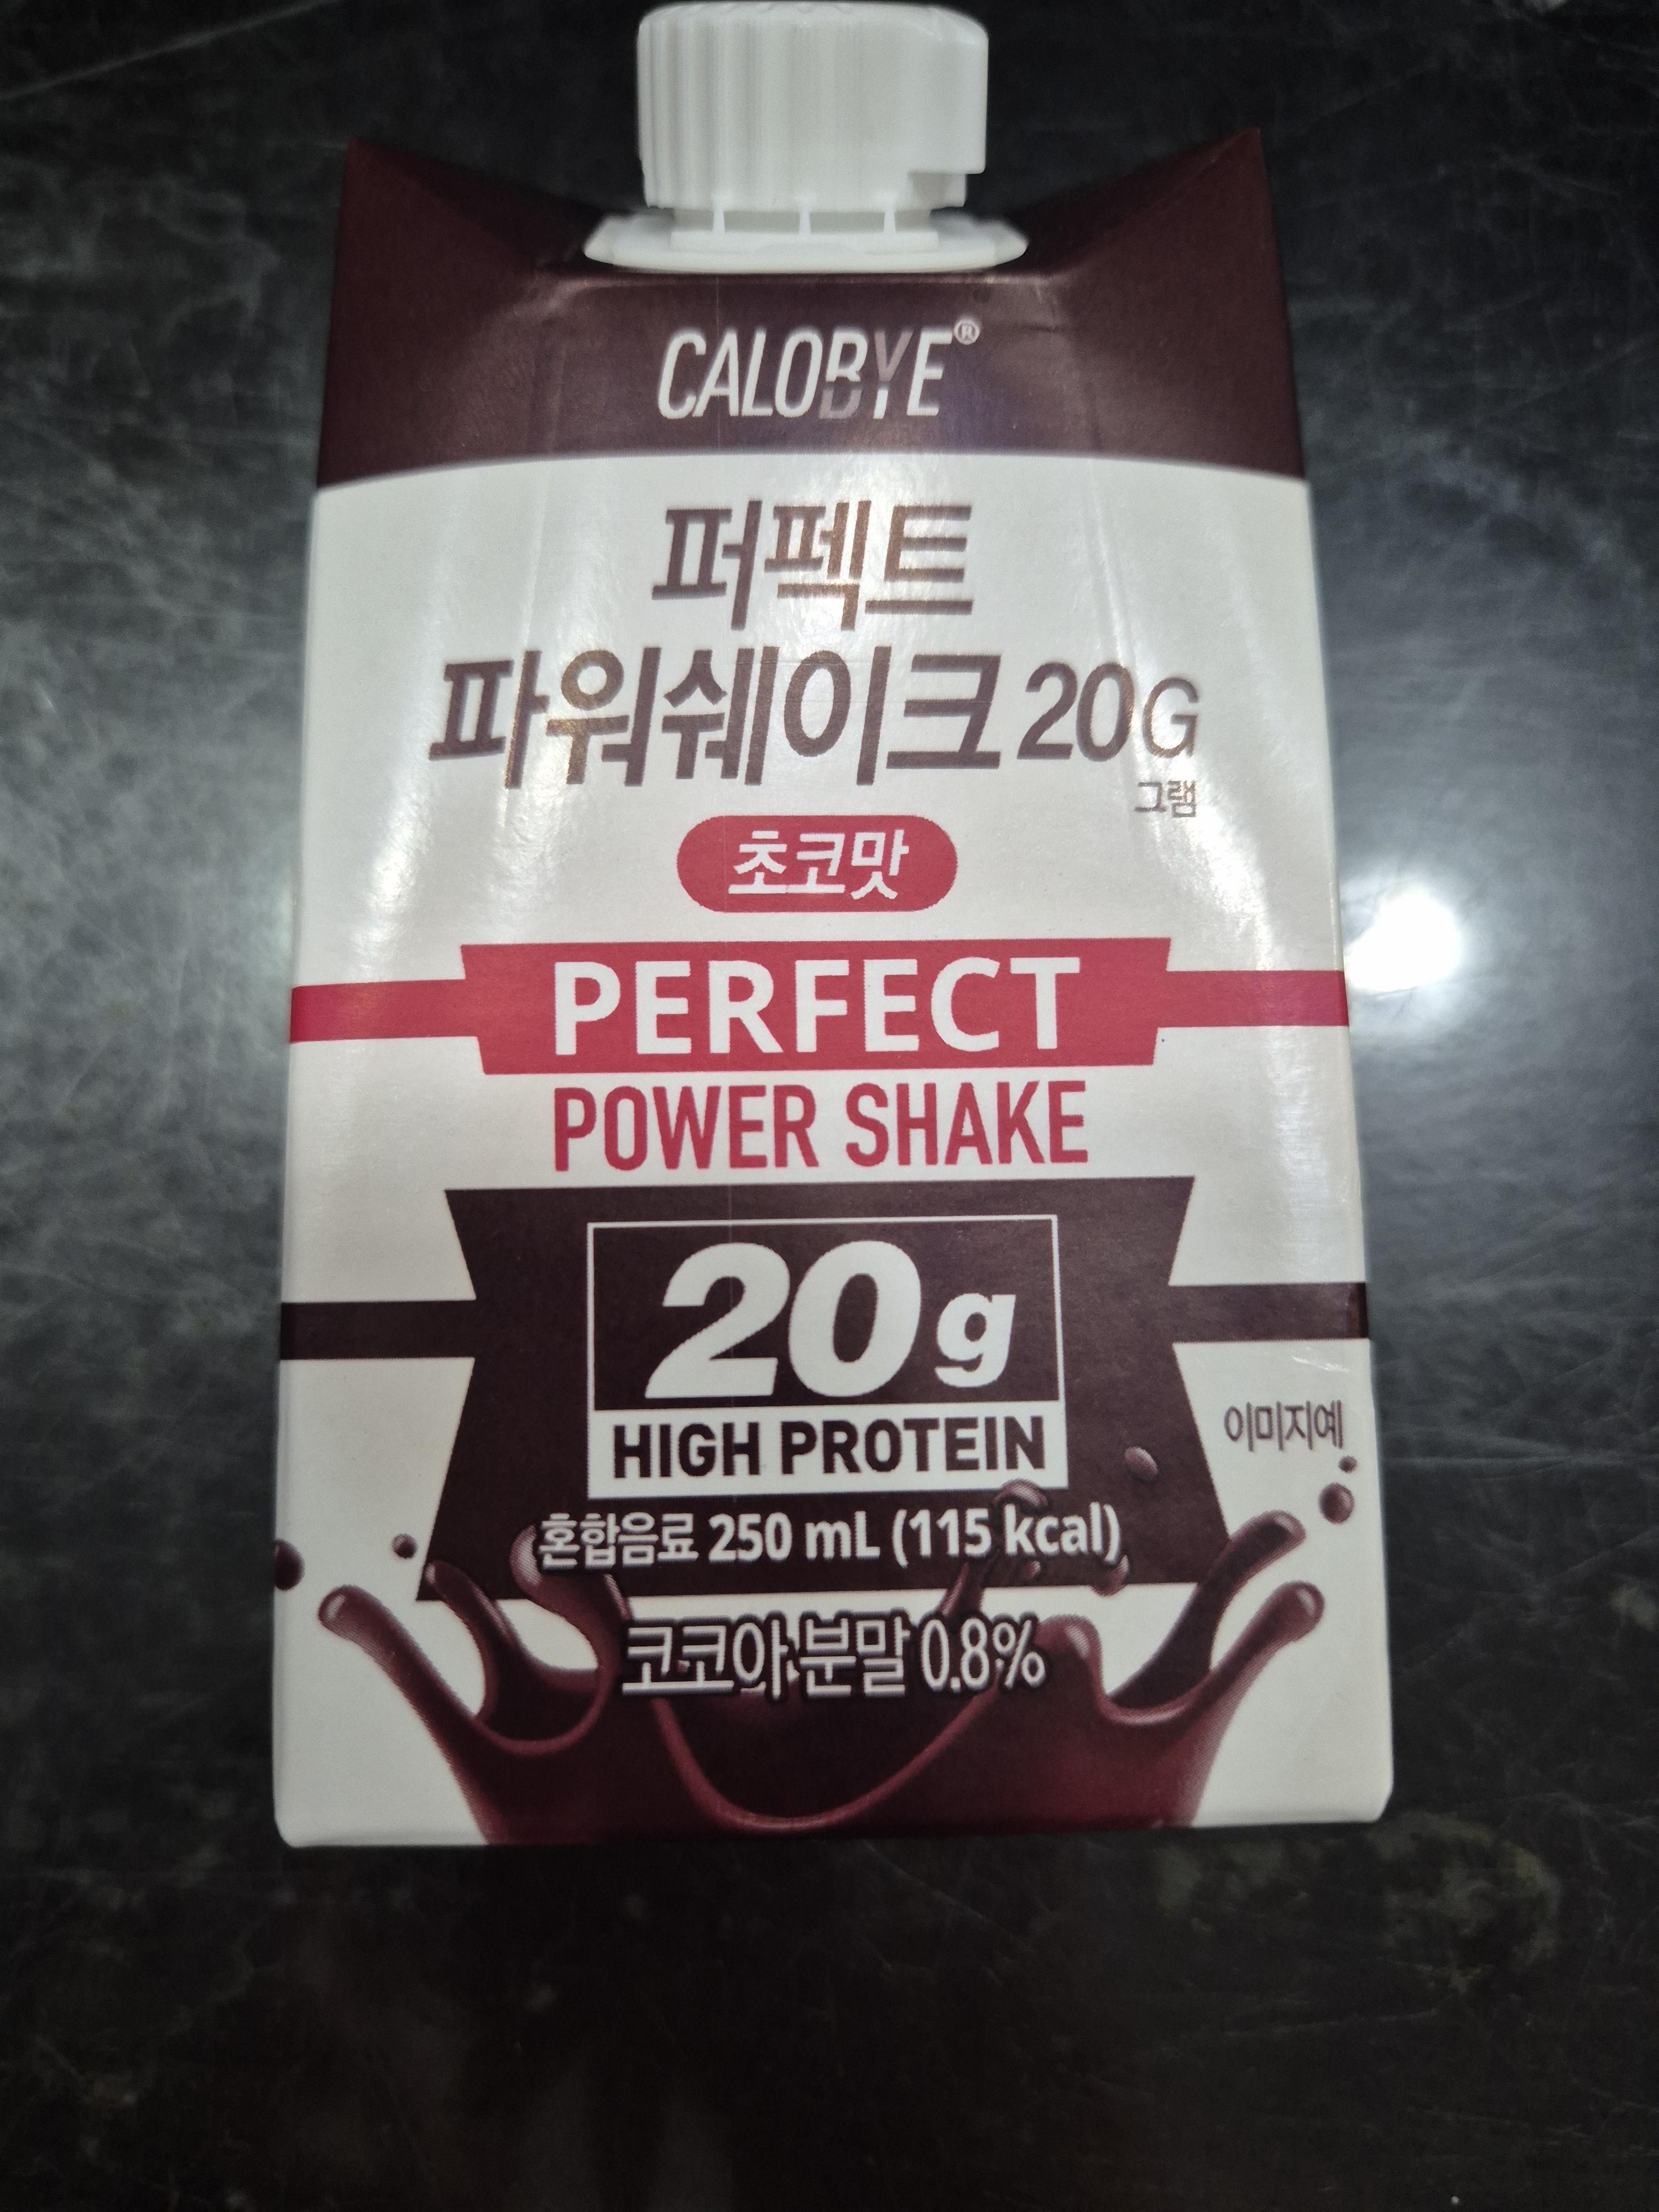 CALOBYE®
퍼펙트
파워쉐이크 20G
그램
초코맛
PERFECT
POWER SHAKE
20g
HIGH PROTEIN
이미지예
혼합음료 250 mL (115 kcal)
코코아 분말 0.8%